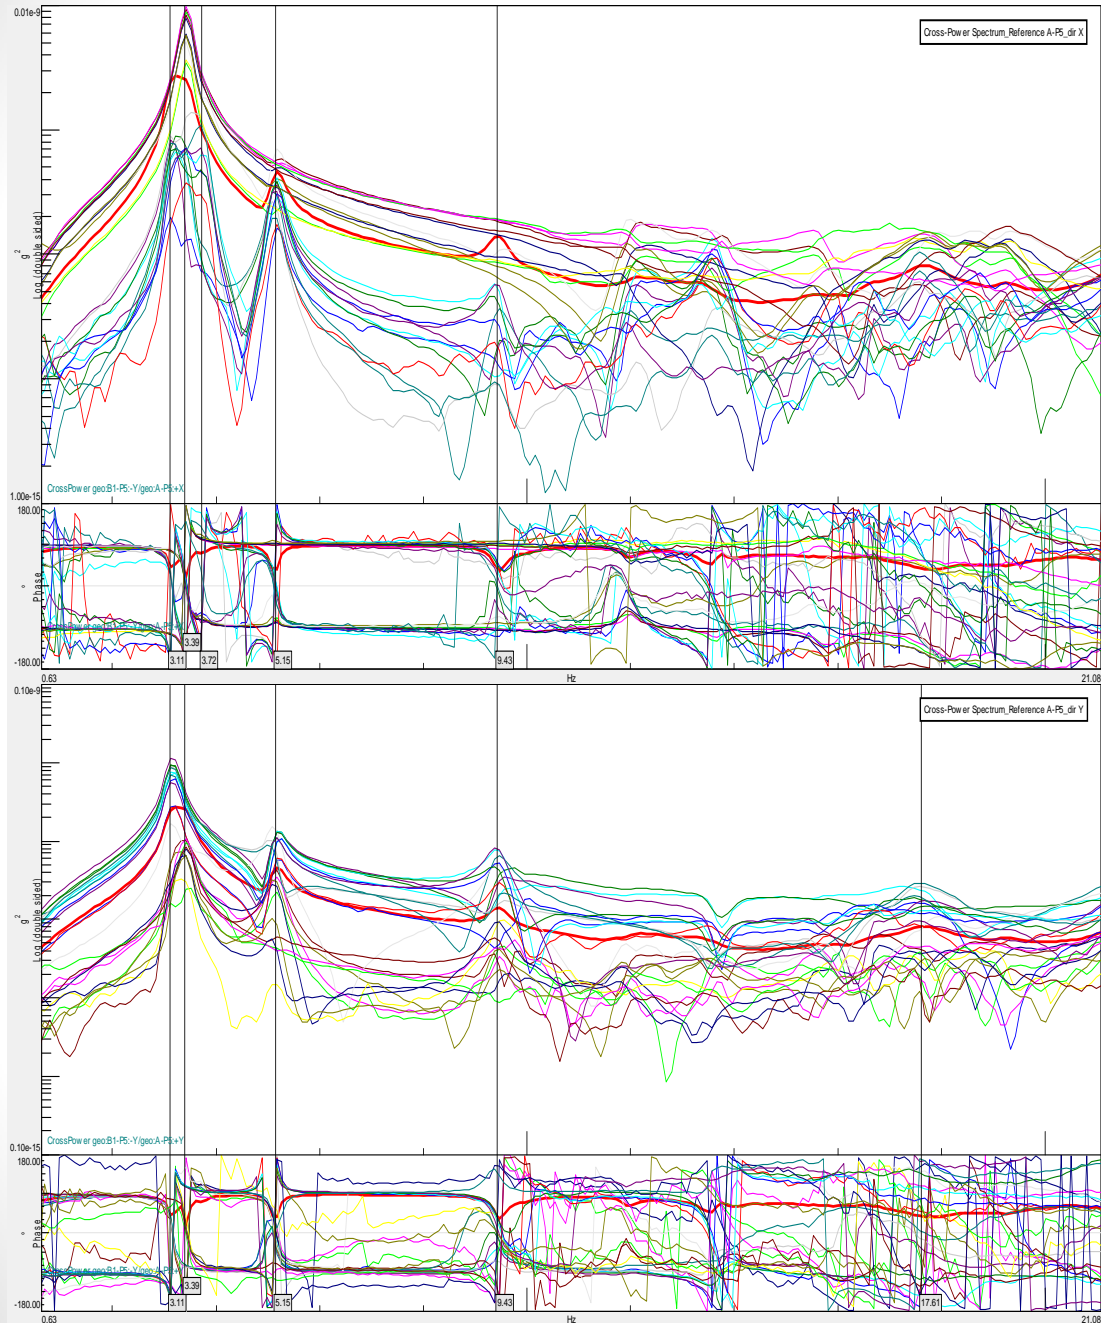 0.01e-9
Cross-Power Spectrum_Reference A-P5_dir X
g²
Log (double sided)
CrossPower geo:B1-P5:-Y/geo:A-P5:+X
1.00e-15
180.00
°
Phase
3.39
3.11
3.72
5.15
9.43
-180.00
0.63
Hz
21.08
0.10e-9
Cross-Power Spectrum_Reference A-P5_dir Y
g²
Log (double sided)
CrossPower geo:B1-P5:-Y/geo:A-P5:+Y
0.10e-15
180.00
°
Phase
3.39
3.11
5.15
9.43
17.61
-180.00
0.63
Hz
21.08